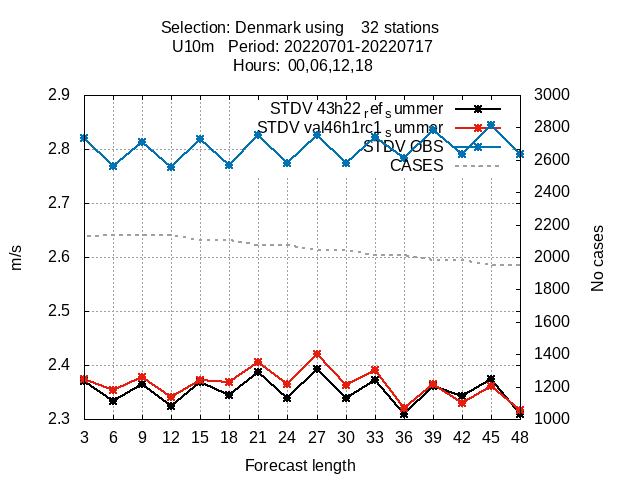 Selection: Denmark using    32 stations
U10m   Period: 20220701-20220717
Hours:  00,06,12,18
2.9
2.8
2.7
2.6
2.5
2.4
2.3
m/s
3000
2800
2600
2400
2200
2000
1800
1600
1400
1200
1000
No cases
STDV 43h22refsummer
STDV val46h1rc1summer
STDV OBS
CASES
3 6 9 12 15 18 21 24 27 30 33 36 39 42 45 48
Forecast length